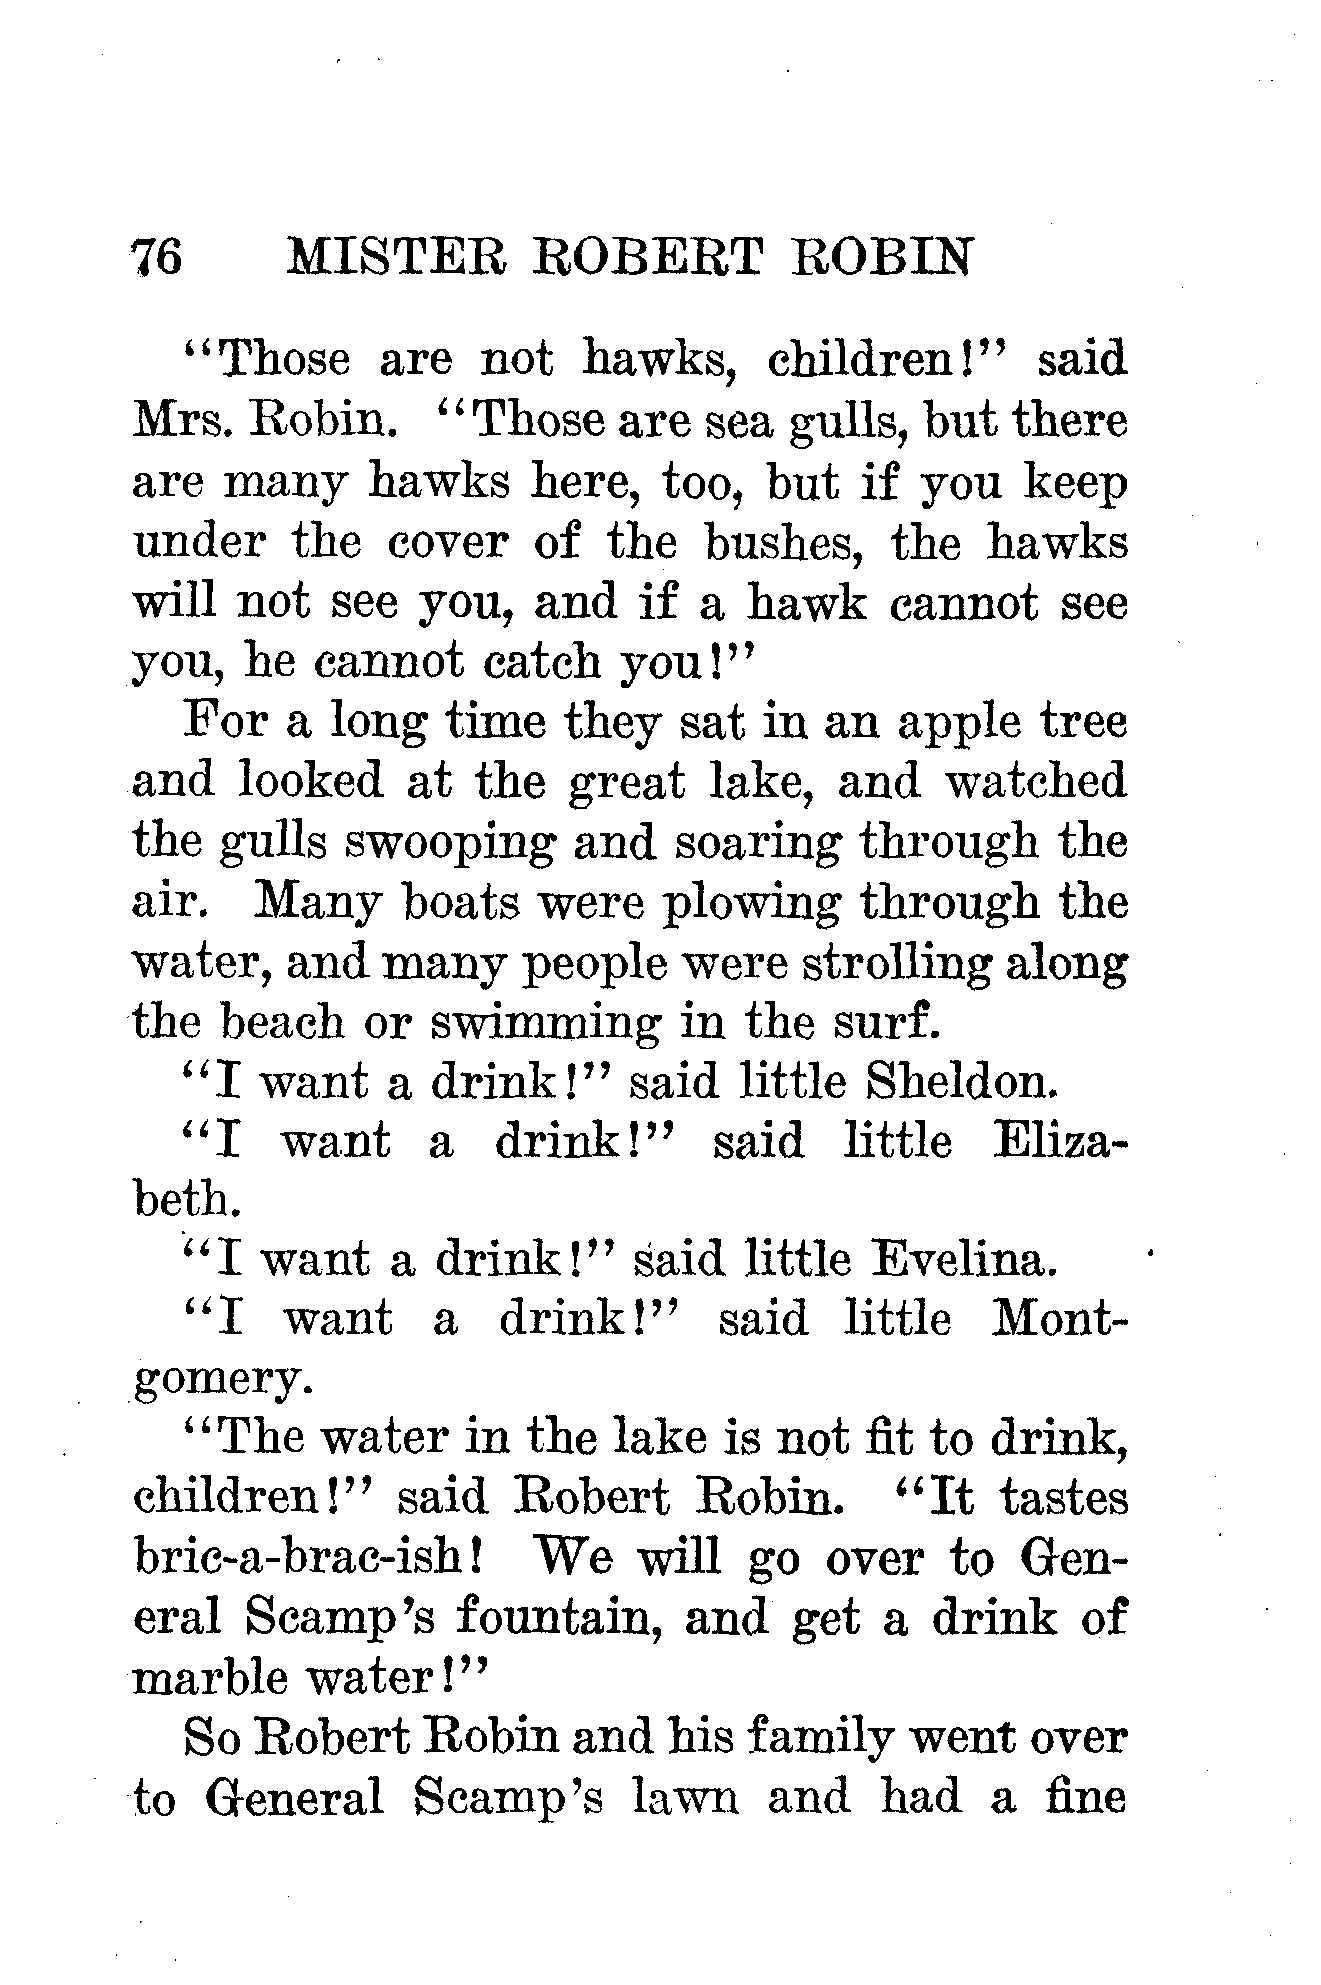 76 MISTER ROBERT ROBIN
“Those are not hawks, children!” said
Mrs. Robin. “Those are sea gulls, but there
are many hawks here, too, but if you keep
under the cover of the bushes, the hawks
will not see you, and if a hawk cannot see
you, he cannot catch you!”
For a long time they sat in an apple tree
and looked at the great lake, and watched
the gulls swooping and soaring through the
air. Many boats were plowing through the
water, and many people were strolling along
the beach or swimming in the surf.
“I want a drink!” said little Sheldon.
“I want a drink!” said little Eliza-
beth.
“I want a drink!” said little Evelina.
“I want a drink!” said little Mont-
gomery.
“The water in the lake is not fit to drink,
children!” said Robert Robin. “It tastes
bric-a-brac-ish! We will go over to Gen-
eral Scamp’s fountain, and get a drink of
marble water!”
So Robert Robin and his family went over
to General Scamp’s lawn and had a fine